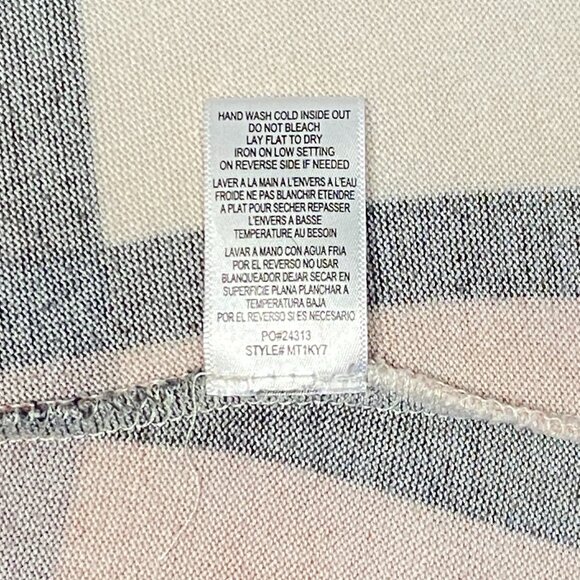 HAND WASH COLD INSIDE OUT
DO NOT BLEACH
LAY FLAT TO DRY
IRON ON LOW SETTING
ON REVERSE SIDE IF NEEDED
LAVER A LA MAIN A L'ENVERS A L'EAU
FROIDE NE PAS BLANCHIR ETENDRE
A PLAT POUR SECHER REPASSER
L'ENVERS A BASSE
TEMPERATURE AU BESOIN
LAVAR A MANO CON AGUA FRIA
POR EL REVERSO NO USAR
BLANQUEADOR DEJAR SECAR EN
SUPERFICIE PLANA PLANCHAR A
TEMPERATURA BAJA
POR EL REVERSO SI ES NECESARIO
PO#24313
STYLE# MT1KY7